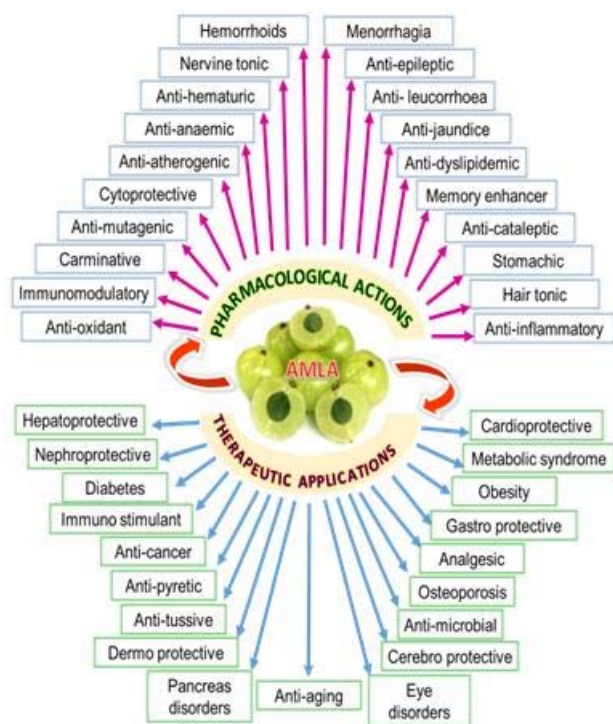 Hemorrhoids
Menorrhagia
Nervine tonic
Anti-epileptic
Anti-hematuric
Anti- leucorrhoea
Anti-anaemic
Anti-jaundice
Anti-atherogenic
Anti-dyslipidemic
Cytoprotective
Memory enhancer
Anti-mutagenic
Anti-cataleptic
Carminative
Stomachic
Immunomodulatory
Hair tonic
Anti-oxidant
Anti-inflammatory
PHARMACOLOGICAL ACTIONS
AMLA
THERAPEUTIC APPLICATIONS
Hepatoprotective
Cardioprotective
Nephroprotective
Metabolic syndrome
Diabetes
Obesity
Immuno stimulant
Gastro protective
Anti-cancer
Analgesic
Anti-pyretic
Osteoporosis
Anti-tussive
Anti-microbial
Dermo protective
Cerebro protective
Pancreas
disorders
Anti-aging
Eye
disorders